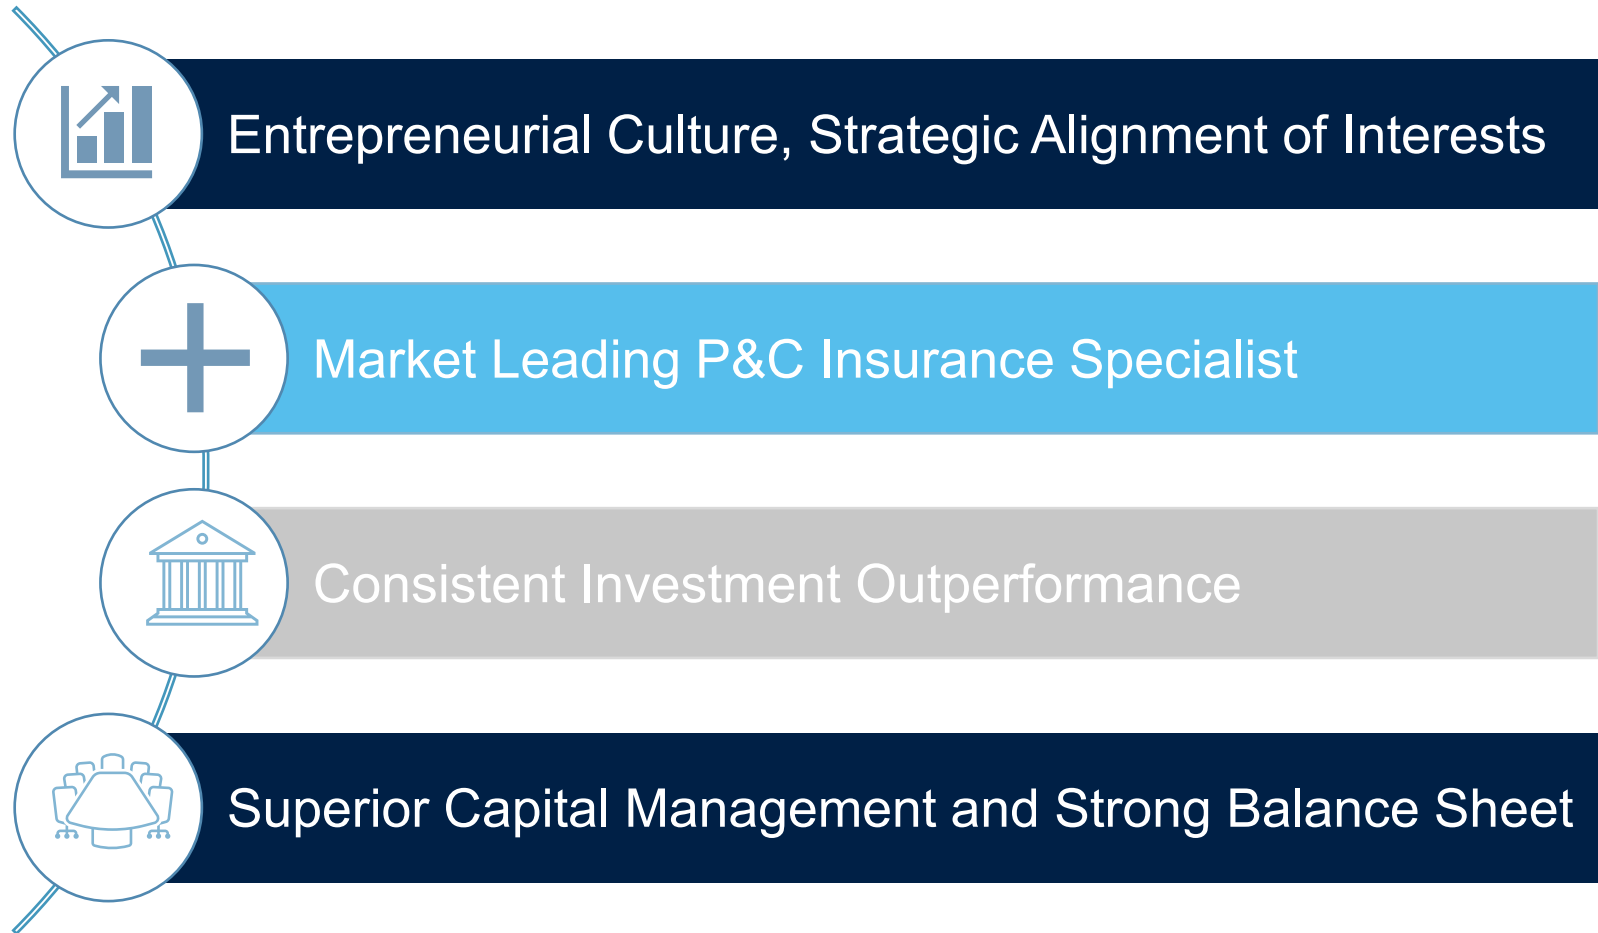 Entrepreneurial Culture, Strategic Alignment of Interests
Market Leading P&C Insurance Specialist
Consistent Investment Outperformance
Superior Capital Management and Strong Balance Sheet